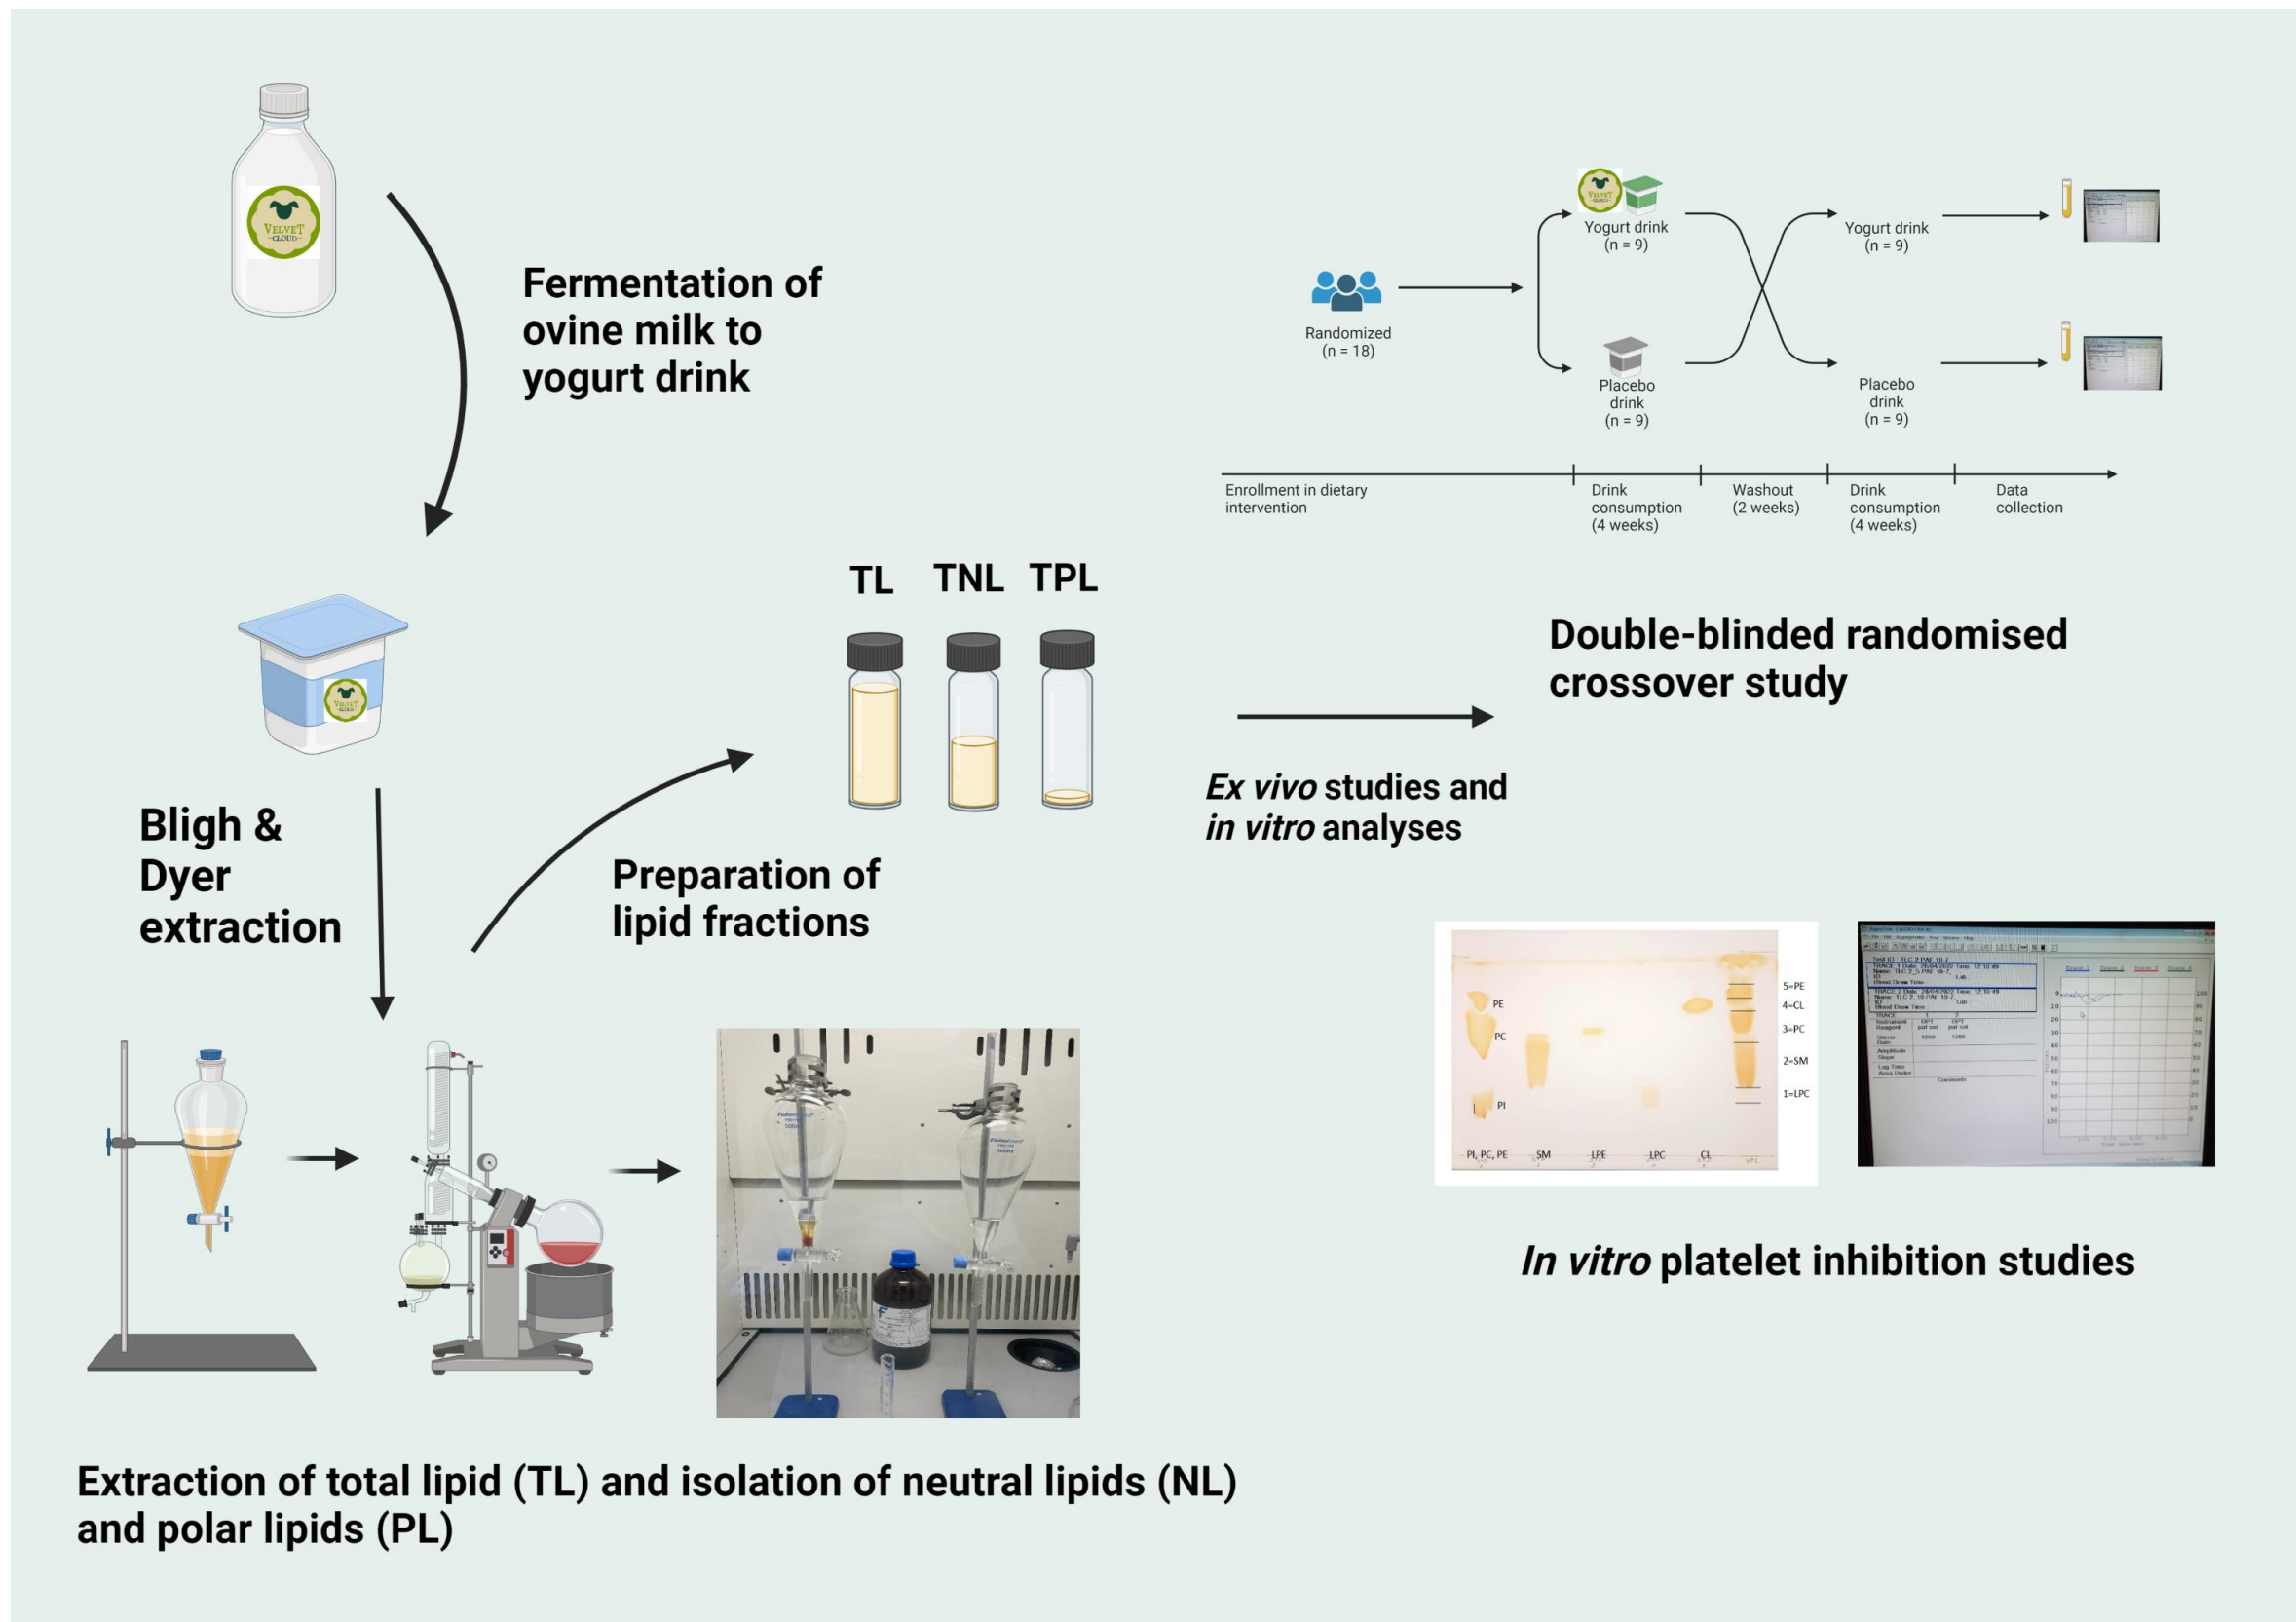 VELVET
CLOUD
Fermentation of
ovine milk to
yogurt drink
Bligh &
Dyer
extraction
Preparation of
lipid fractions
TL TNL TPL
Extraction of total lipid (TL) and isolation of neutral lipids (NL)
and polar lipids (PL)
Randomized
(n = 18)
VELVET
CLOUD
Yogurt drink
(n = 9)
Placebo
drink
(n = 9)
Yogurt drink
(n = 9)
Placebo
drink
(n = 9)
Enrollment in dietary
intervention
Drink
consumption
(4 weeks)
Washout
(2 weeks)
Drink
consumption
(4 weeks)
Data
collection
Double-blinded randomised
crossover study
Ex vivo studies and
in vitro analyses
PE
PC
PI
5=PE
4=CL
3=PC
2=SM
1=LPC
PI, PC, PE SM LPE LPC CL
Comments
In vitro platelet inhibition studies